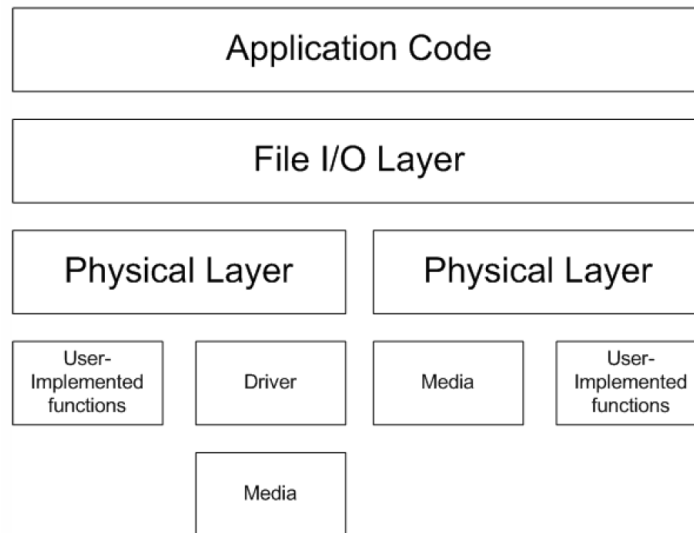 Application Code
File I/O Layer
Physical Layer
Physical Layer
User-
Implemented
functions
Driver
Media
User-
Implemented
functions
Media